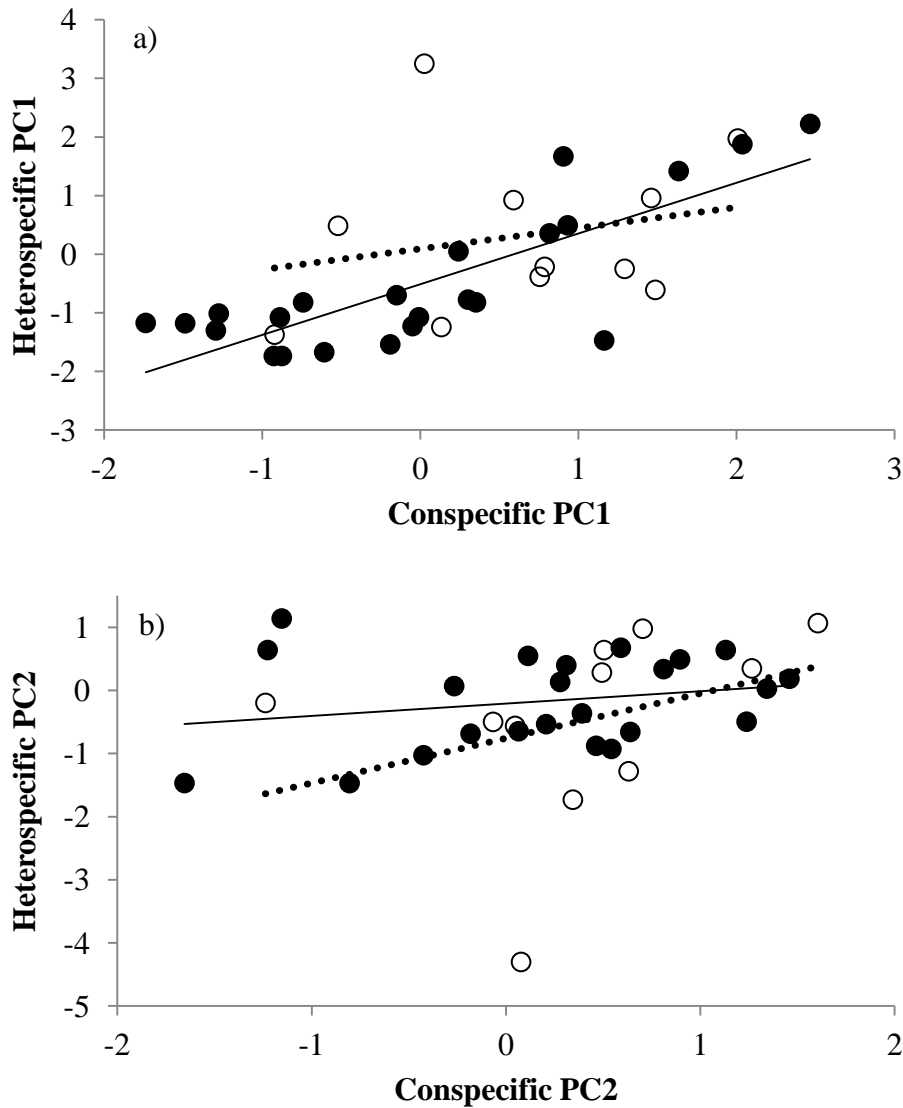 a)
4
3
2
1
0
-1
-2
-3
Heterospecific PC1
-2 -1 0 1 2 3
Conspecific PC1
b)
1
0
-1
-2
-3
-4
-5
Heterospecific PC2
-2 -1 0 1 2
Conspecific PC2